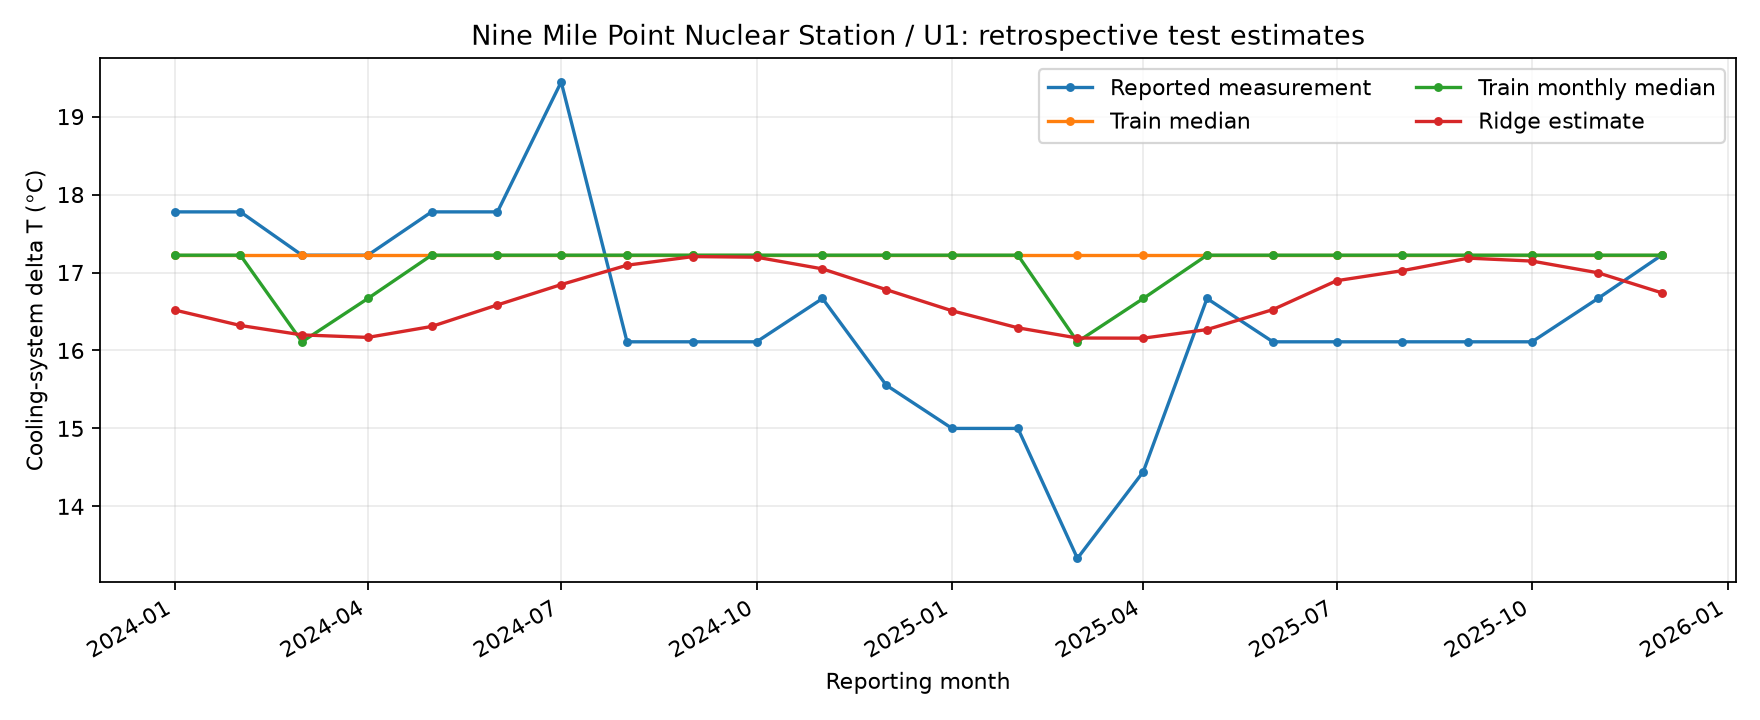 Nine Mile Point Nuclear Station / U1: retrospective test estimates
Reported measurement
Train median
Train monthly median
Ridge estimate
Cooling-system delta T (°C)
19
18
17
16
15
14
2024-01
2024-04
2024-07
2024-10
2025-01
2025-04
2025-07
2025-10
2026-01
Reporting month